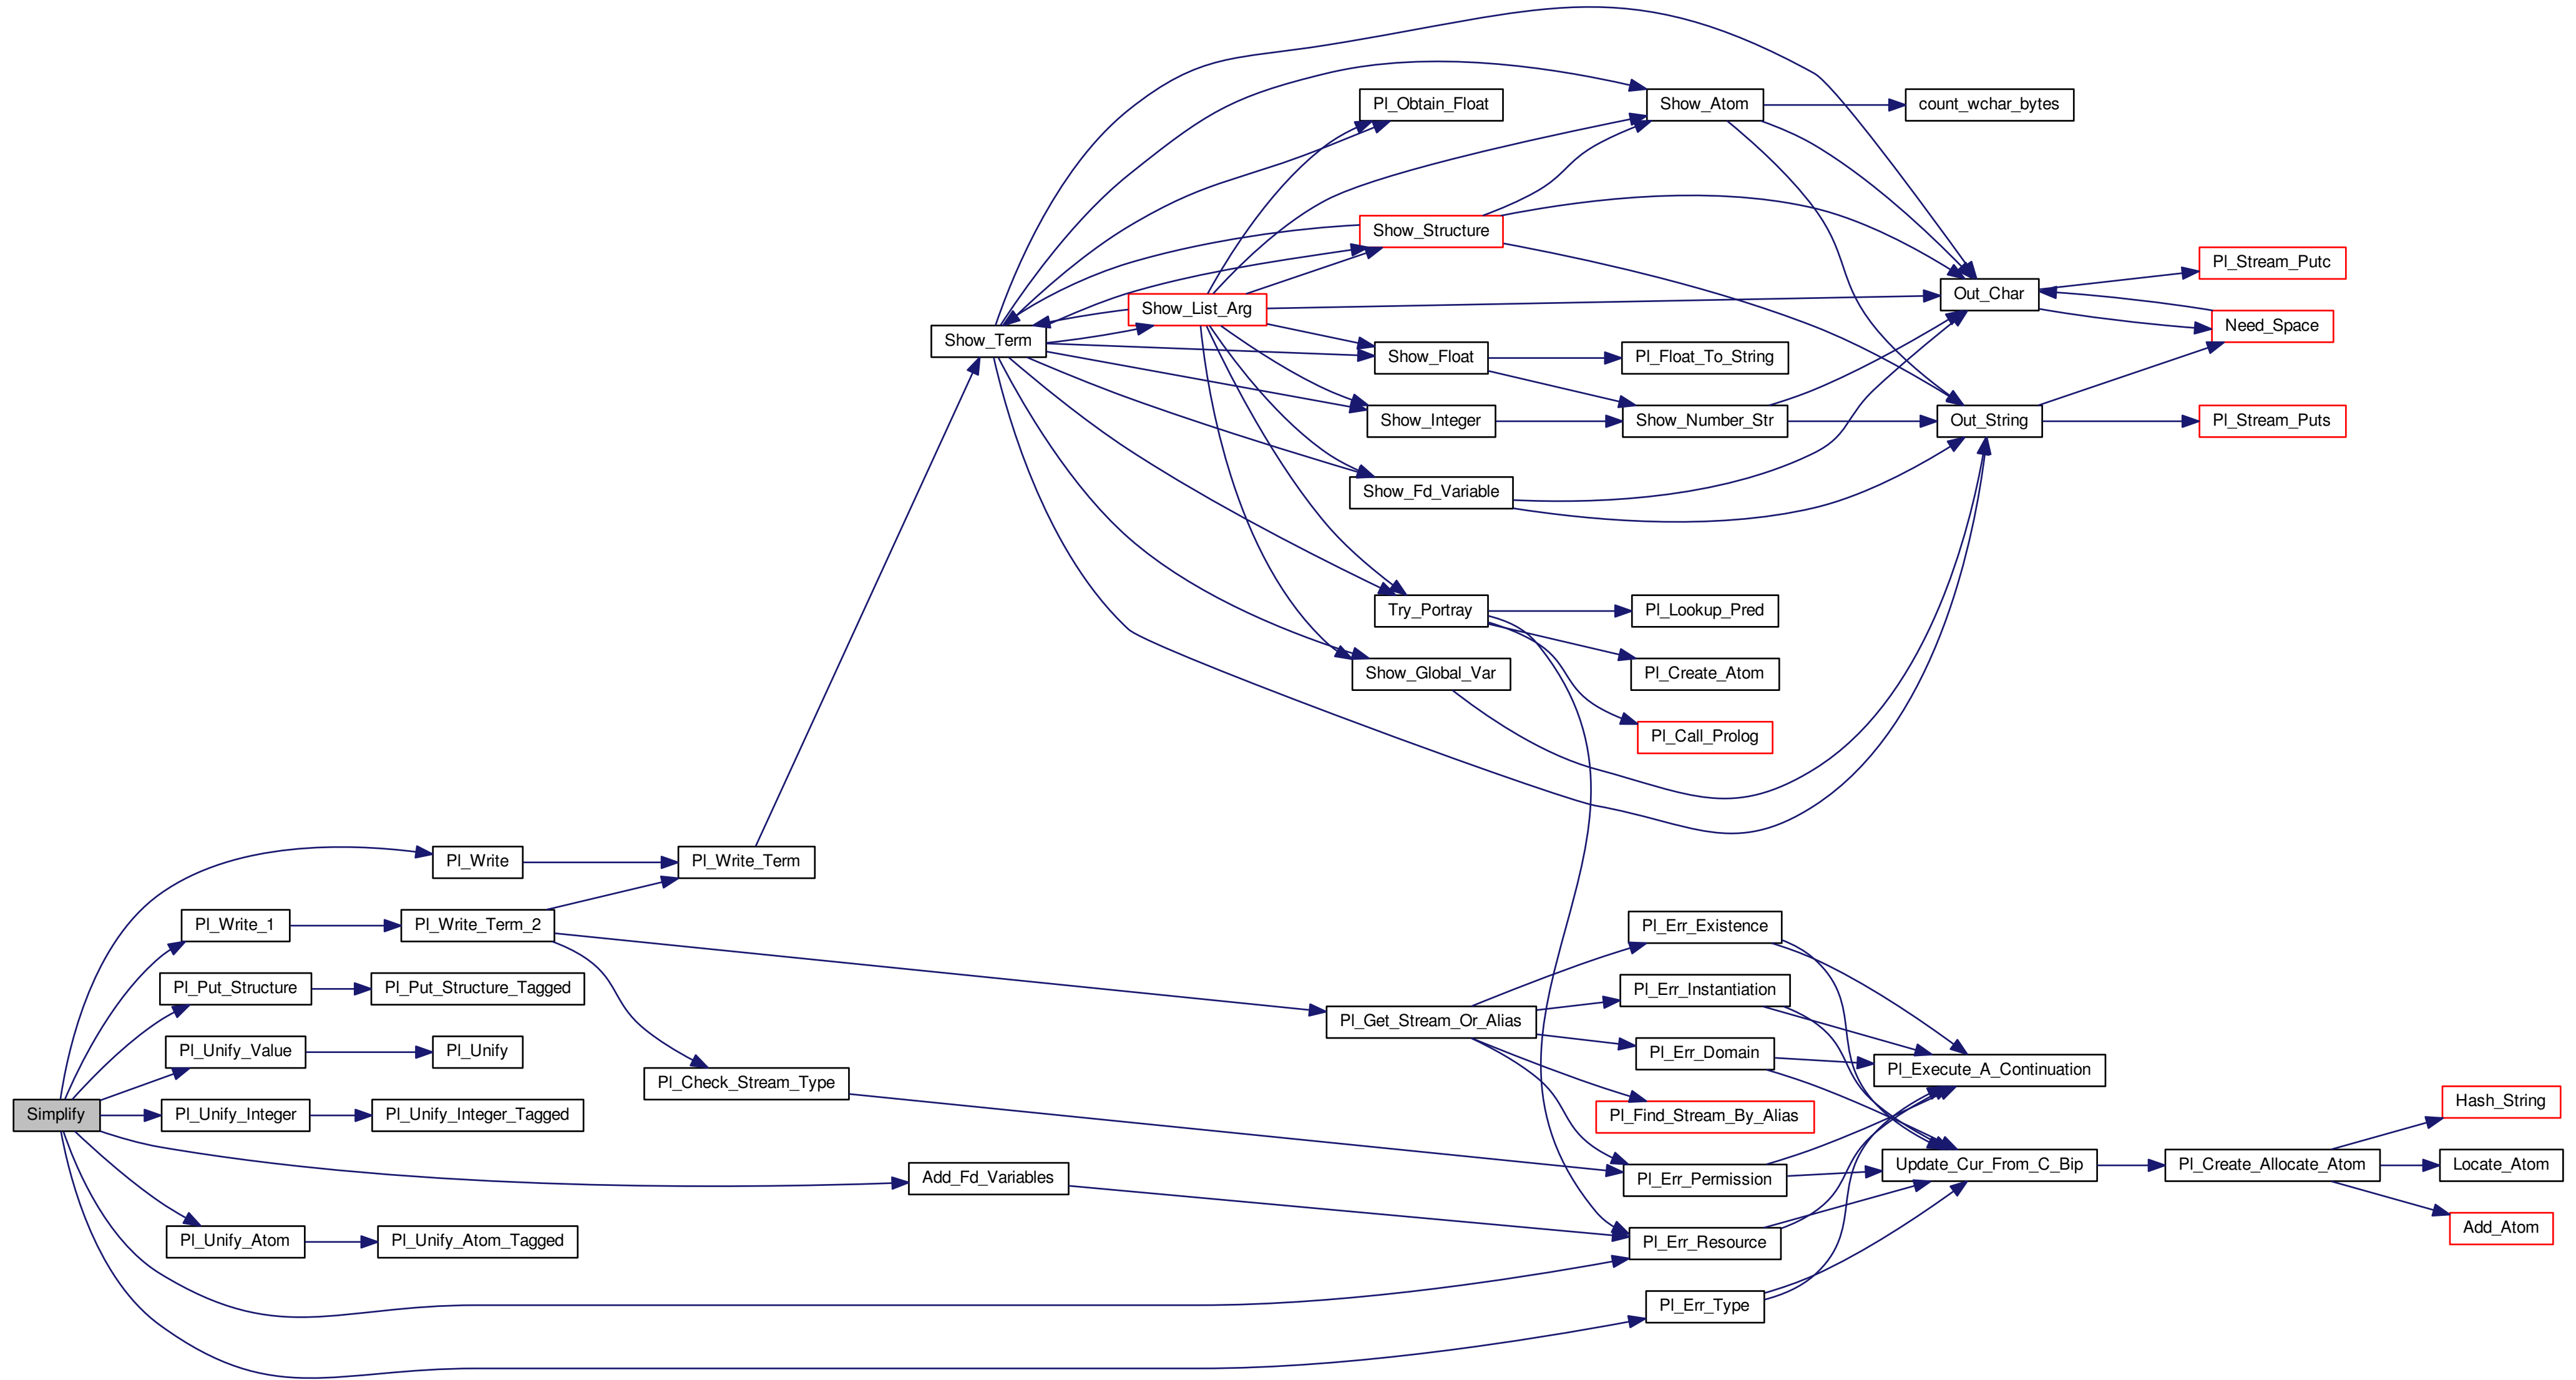 Pl_Obtain_Float
Show_Atom
count_wchar_bytes
Show_Structure
Pl_Stream_Putc
Out_Char
Show_List_Arg
Need_Space
Show_Term
Show_Float
Pl_Float_To_String
Show_Integer
Show_Number_Str
Out_String
Pl_Stream_Puts
Show_Fd_Variable
Try_Portray
Pl_Lookup_Pred
Show_Global_Var
Pl_Create_Atom
Pl_Call_Prolog
Pl_Write
Pl_Write_Term
Pl_Write_1
Pl_Write_Term_2
Pl_Err_Existence
Pl_Put_Structure
Pl_Put_Structure_Tagged
Pl_Err_Instantiation
Pl_Get_Stream_Or_Alias
Pl_Unify_Value
Pl_Unify
Pl_Err_Domain
Pl_Execute_A_Continuation
Pl_Check_Stream_Type
Hash_String
Simplify
Pl_Unify_Integer
Pl_Unify_Integer_Tagged
Pl_Find_Stream_By_Alias
Update_Cur_From_C_Bip
Pl_Create_Allocate_Atom
Locate_Atom
Add_Fd_Variables
Pl_Err_Permission
Add_Atom
Pl_Unify_Atom
Pl_Unify_Atom_Tagged
Pl_Err_Resource
Pl_Err_Type